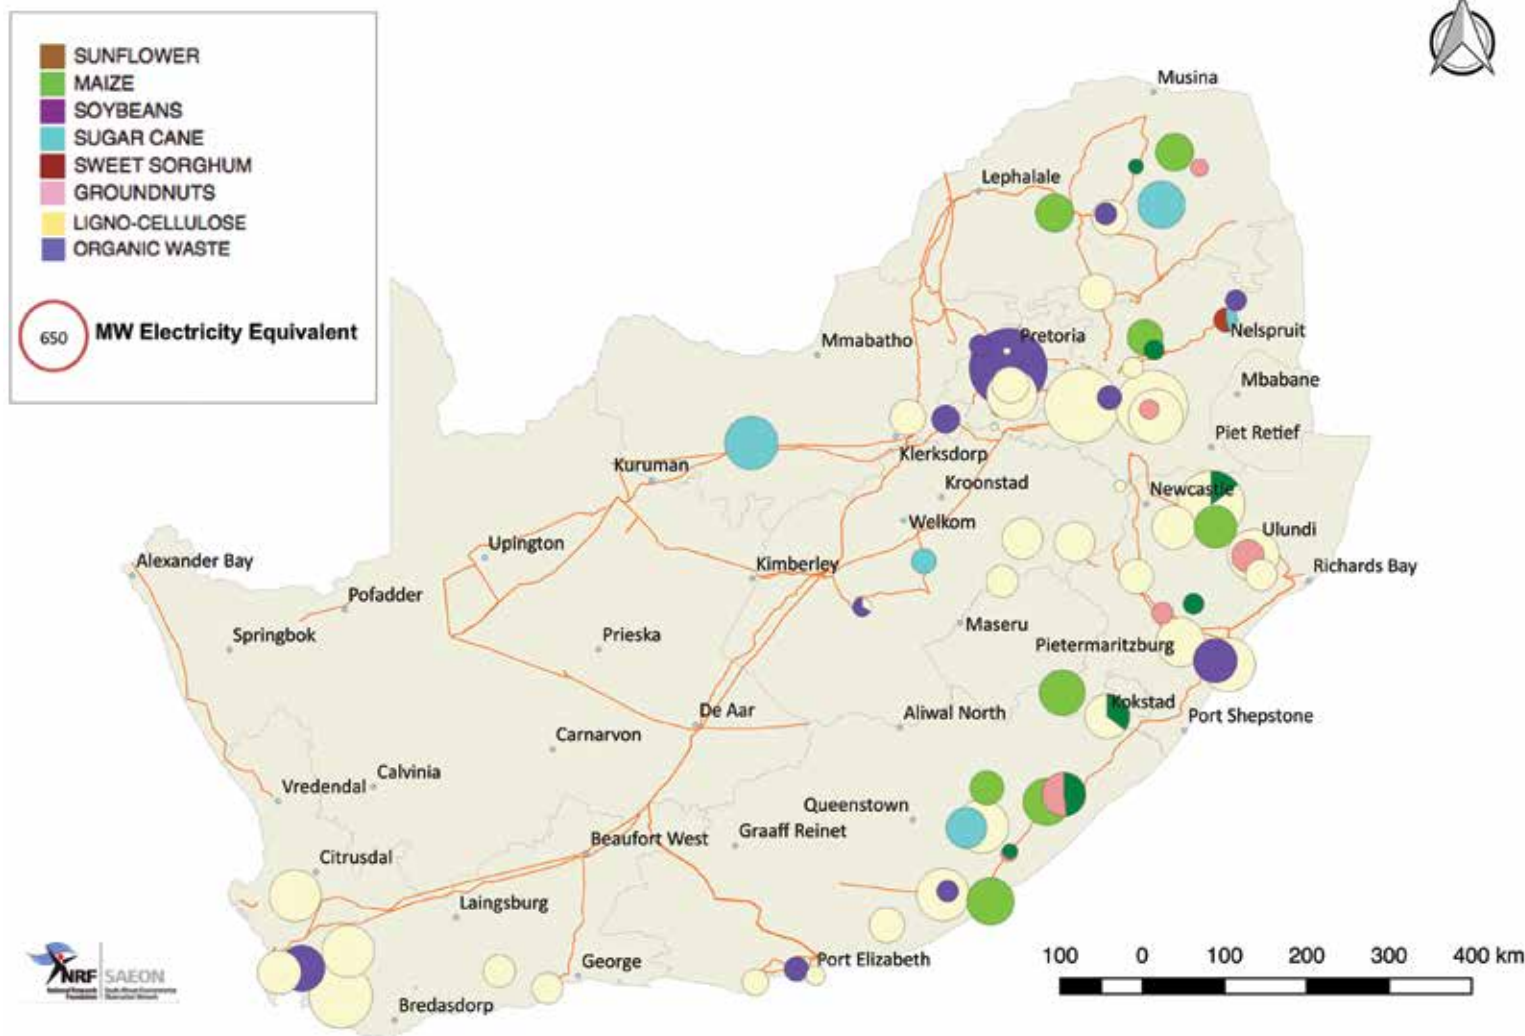 SUNFLOWER
MAIZE
SOYBEANS
SUGAR CANE
SWEET SORGHUM
GROUNDNUTS
LIGNO-CELLULOSE
ORGANIC WASTE
650 MW Electricity Equivalent
Musina
Lephalale
Pretoria
Nelspruit
Mmabatho
Mbabane
Piet Retief
Klerksdorp
Kuruman
Kroonstad
Newcastle
Welkom
Ulundi
Upington
Alexander Bay
Kimberley
Richards Bay
Pofadder
Maseru
Springbok
Prieska
Pietermaritzburg
Kokstad
De Aar
Aliwal North
Port Shepstone
Carnarvon
Calvinia
Vredendal
Queenstown
Graaff Reinet
Beaufort West
Citrusdal
Laingsburg
George
Port Elizabeth
Bredasdorp
100 0 100 200 300 400 km
NRF SAEON